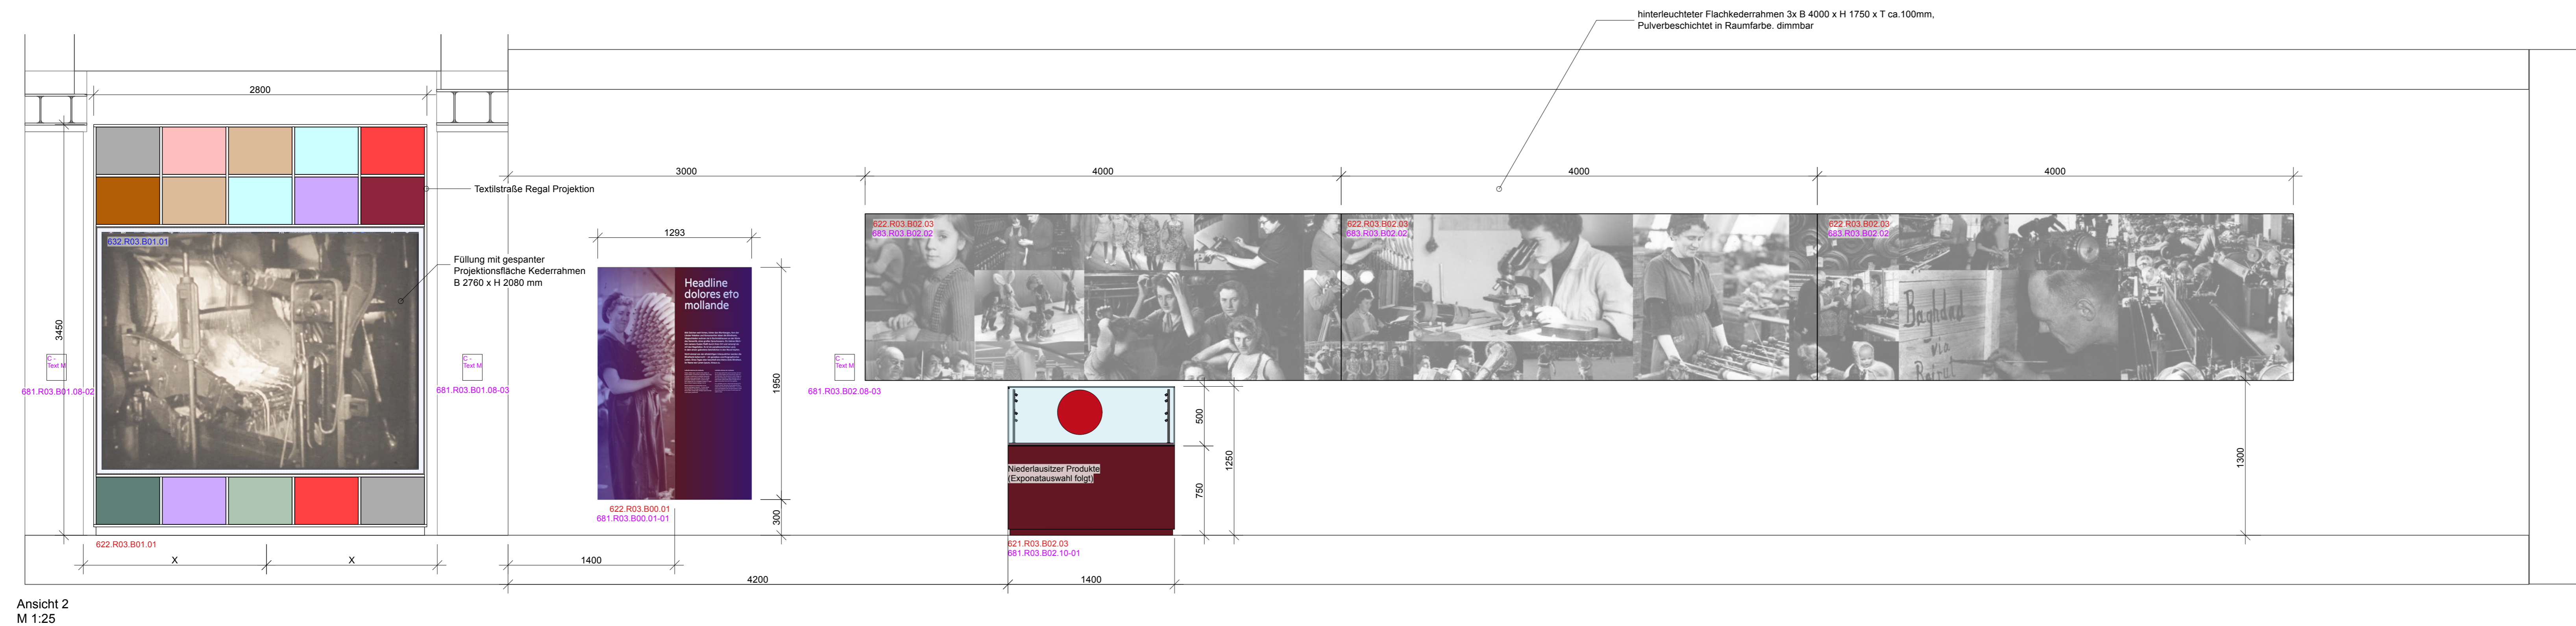 hinterleuchteter Flachkederrahmen 3x B 4000 x H 1750 x T ca.100mm,
Pulverbeschichtet in Raumfarbe. dimmbar
2800
3000
4000
4000
4000
Textilstraße Regal Projektion
622.R03.B02.03
683.R03.B02.02
622.R03.B02.03
683.R03.B02.02
622.R03.B02.03
683.R03.B02.02
1293
632.R03.B01.01
Füllung mit gespanter
Projektionsfläche Kederrahmen
B 2760 x H 2080 mm
Headline
dolores eto
mollande
3450
Baghdad
via
Beirut
C -
Text M
681.R03.B01.08-02
C -
Text M
681.R03.B01.08-03
C -
Text M
681.R03.B02.08-03
1950
500
1250
750
1300
300
Niederlausitzer Produkte
(Exponatauswahl folgt)
622.R03.B00.01
681.R03.B00.01-01
622.R03.B01.01
621.R03.B02.03
681.R03.B02.10-01
X
X
1400
4200
1400
Ansicht 2
M 1:25